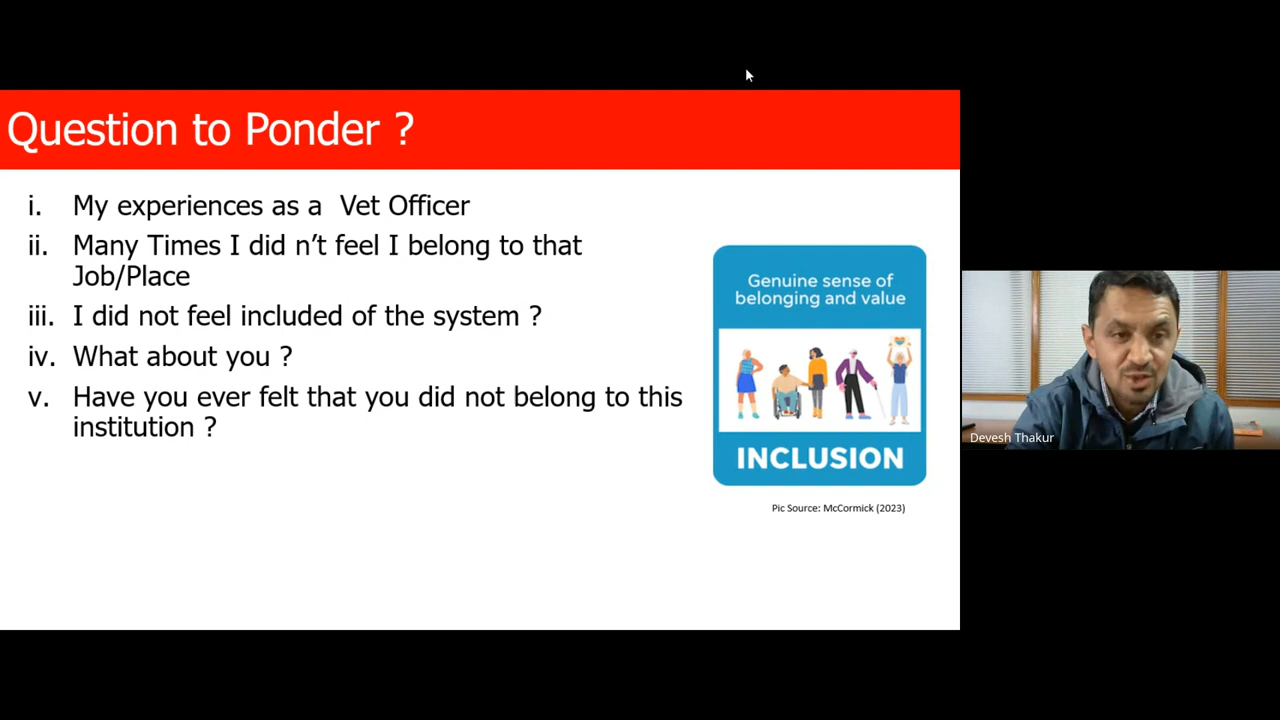 Question to Ponder ?
i. My experiences as a  Vet Officer
ii. Many Times I did n’t feel I belong to that
Job/Place
iii. I did not feel included of the system ?
iv. What about you ?
v. Have you ever felt that you did not belong to this
institution ?
Genuine sense of
belonging and value
INCLUSION
Pic Source: McCormick (2023)
Devesh Thakur